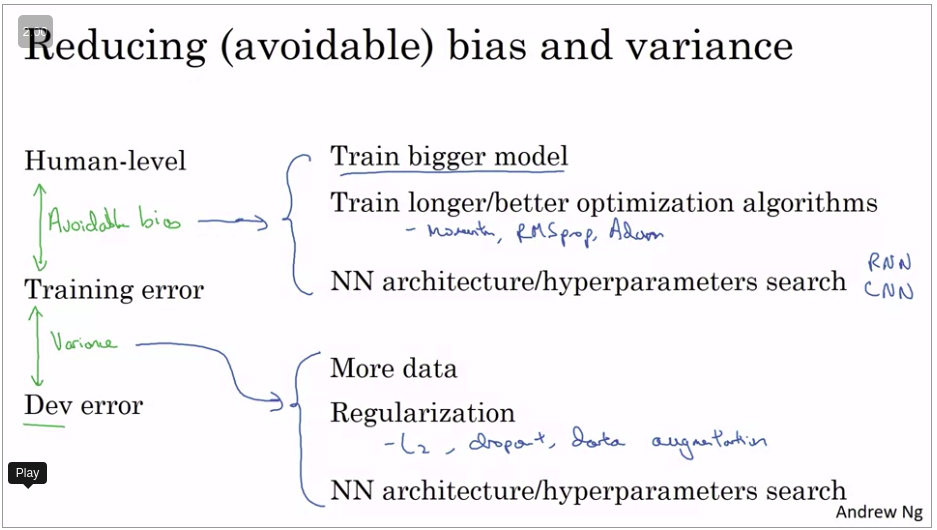 2.00
Reducing (avoidable) bias and variance
Human-level
Avoidable bias
Training error
Variance
Dev error
Train bigger model
Train longer/better optimization algorithms
- Momentum, RMSprop, Adam
NN architecture/hyperparameters search
RNN
CNN
More data
Regularization
- L2, dropout, data augmentation
NN architecture/hyperparameters search
Play
Andrew Ng